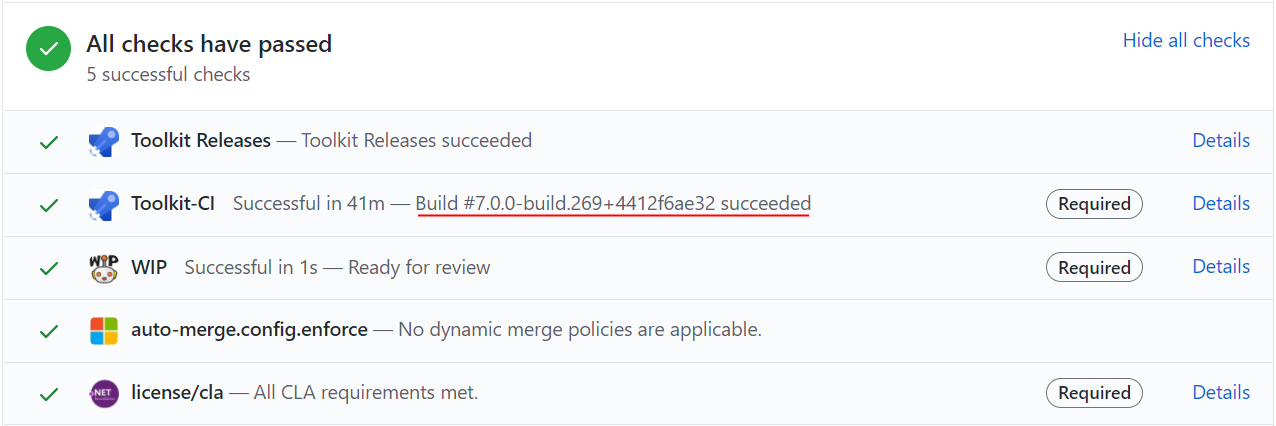 All checks have passed
Hide all checks
5 successful checks
Toolkit Releases — Toolkit Releases succeeded Details
Toolkit-CI Successful in 41m — Build #7.0.0-build.269+4412f6ae32 succeeded Required Details
WIP WIP Successful in 1s — Ready for review Required Details
auto-merge.config.enforce — No dynamic merge policies are applicable.
.NET license/cla — All CLA requirements met. Required Details